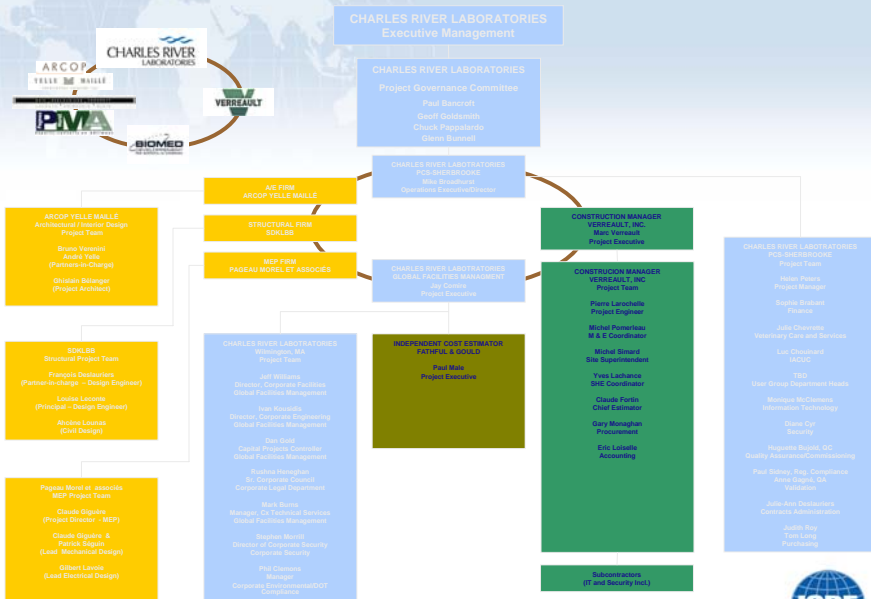 CHARLES RIVER LABORATORIES
Executive Management
CHARLES RIVER
LABORATORIES
ARCOP
YELLE MAILLÉ
PMA
BIOMED
VERREAULT
CHARLES RIVER LABORATORIES
Project Governance Committee
Paul Bancroft
Geoff Goldsmith
Chuck Pappalardo
Glenn Bunnell
CHARLES RIVER LABORATORIES
PCS-SHERBROOKE
Mike Broadhurst
Operations Executive/Director
A/E FIRM
ARCOP YELLE MAILLÉ
STRUCTURAL FIRM
SDKLBB
MEP FIRM
PAGEAU MOREL ET ASSOCIES
CHARLES RIVER LABORATORIES
GLOBAL FACILITIES MANAGMENT
Jay
Project Executive
ARCOP YELLE MAILLÉ
Architectural / Interior Design
Project Team
Bruno
André Yelle
(Partners-in-Charge)
Ghislain Bélanger
(Project Architect)
SDKLBB
Structural Project Team
François Deslauriers
(Partner-in-charge – Design Engineer)
Louise Lecomte
(Principal – Design Engineer)
Ahcène Lounas
(Civil Design)
Pageau Morel et associés
MEP Project Team
Claude Giguère
(Project Director - MEP)
Claude Giguère &
Patrick Séguin
(Lead Mechanical Design)
Gilbert Lavoie
(Lead Electrical Design)
CHARLES RIVER LABORATORIES
Wilmington, MA
Project Team
Jeff Williams
Director, Corporate Facilities
Global Facilities Management
Ivan
Director, Corporate Engineering
Global Facilities Management
Dan Gold
Capital Projects Controller
Global Facilities Management
Heneghan
Sr. Corporate Council
Corporate Legal Department
Mark Burns
Manager, Ca Technical Services
Global Facilities Management
Stephen Morrill
Director of Corporate Security
Corporate Security
Phil Clemens
Manager
Corporate Environmental/DOT
Compliance
INDEPENDENT COST ESTIMATOR
FAITHFUL & GOULD
Paul Male
Project Executive
CONSTRUCTION MANAGER
VERREAULT, INC.
Marc Verreault
Project Executive
CONSTRUCION MANAGER
VERREAULT, INC
Project Team
Pierre Larochelle
Project Engineer
Michel Pomerleau
M & E Coordinator
Michel Simard
Site Superintendent
Yves Lachance
SHE Coordinator
Claude Fortin
Chief Estimator
Gary Monaghan
Procurement
Eric Loiselle
Accounting
Subcontractors
(IT and Security Incl.)
CHARLES RIVER LABORATORIES
PCS-SHERBROOKE
Project Team
Helen Peters
Project Manager
Sophie Brabant
Finance
Julie
Veterinary Care and Services
Luc Chouinard
IACUC
TBD
User Group Department Heads
Monique McClemens
Information Technology
Diane Cyr
Security
Huguette Bujold, QC
Quality Assurance/Commissioning
Paul Sidney, Reg. Compliance
Anne Gagné, QA
Validation
Julie-Ann Deslauriers
Contracts Administration
Judith Roy
Tom Long
Purchasing